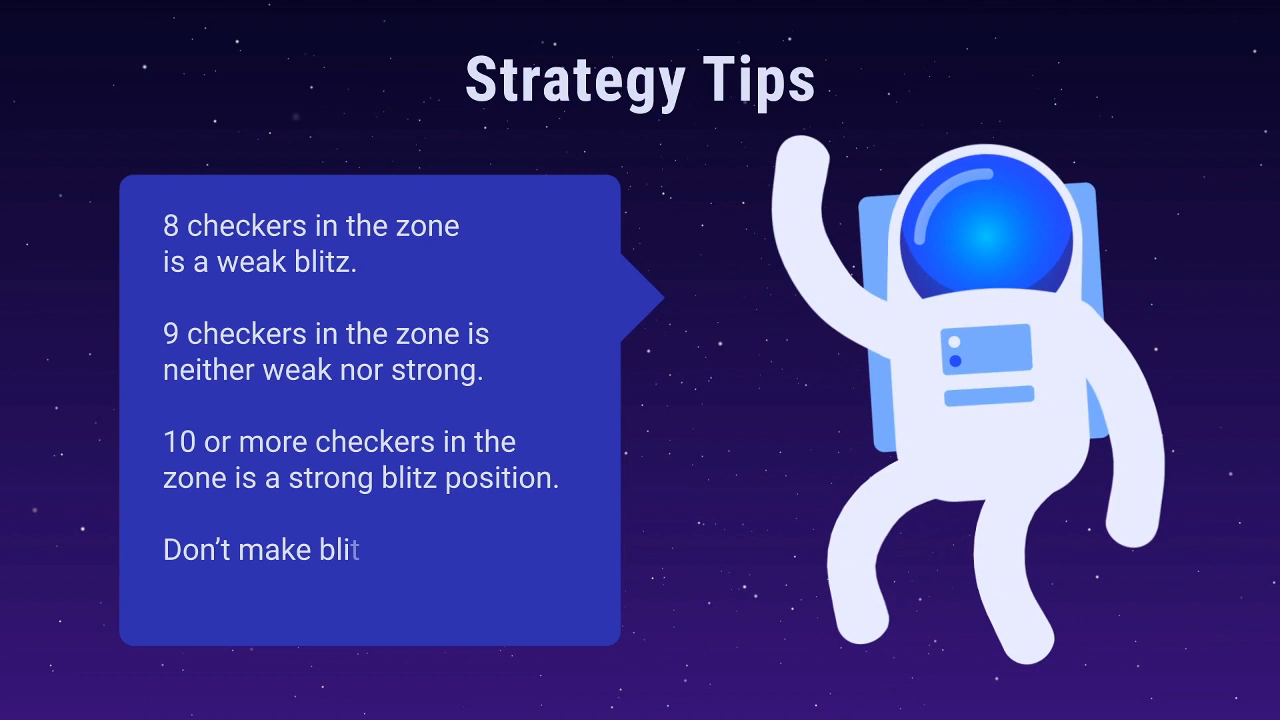 Strategy Tips
8 checkers in the zone
is a weak blitz.
9 checkers in the zone is
neither weak nor strong.
10 or more checkers in the
zone is a strong blitz position.
Don’t make blit